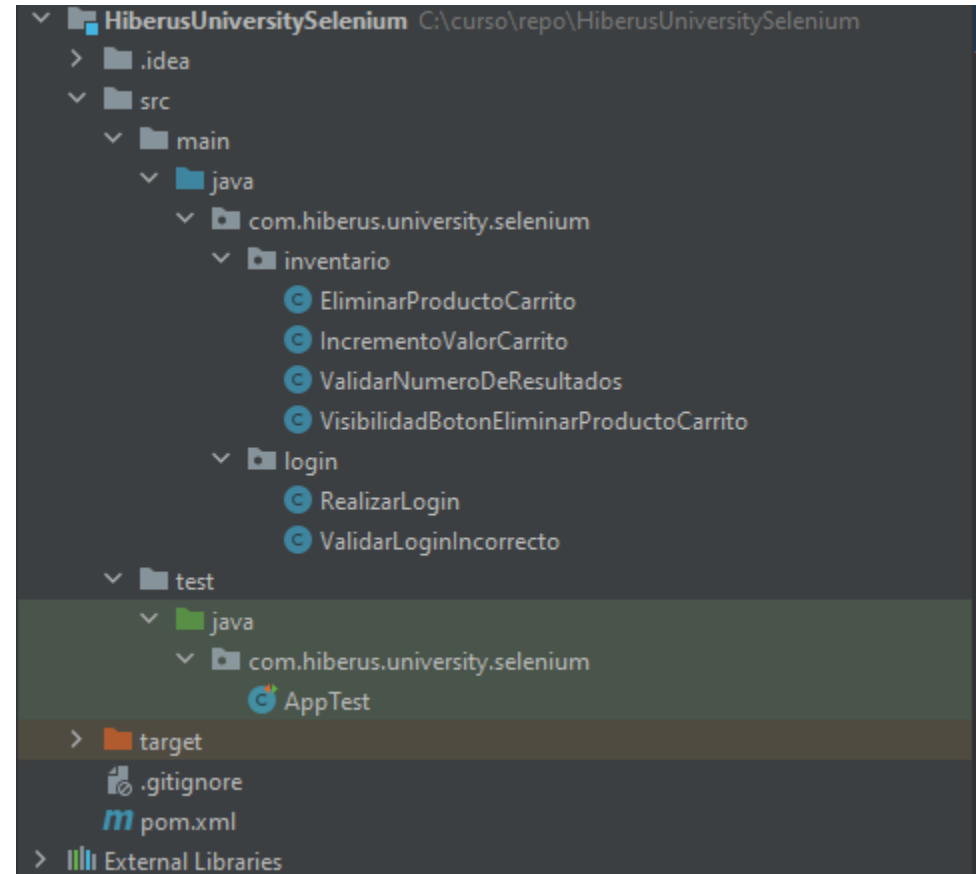 HiberusUniversitySelenium C:\curso\repo\HiberusUniversitySelenium
.idea
src
main
java
com.hiberus.university.selenium
inventario
EliminarProductoCarrito
IncrementoValorCarrito
ValidarNumeroDeResultados
VisibilidadBotonEliminarProductoCarrito
login
RealizarLogin
ValidarLoginIncorrecto
test
java
com.hiberus.university.selenium
AppTest
target
.gitignore
pom.xml
External Libraries